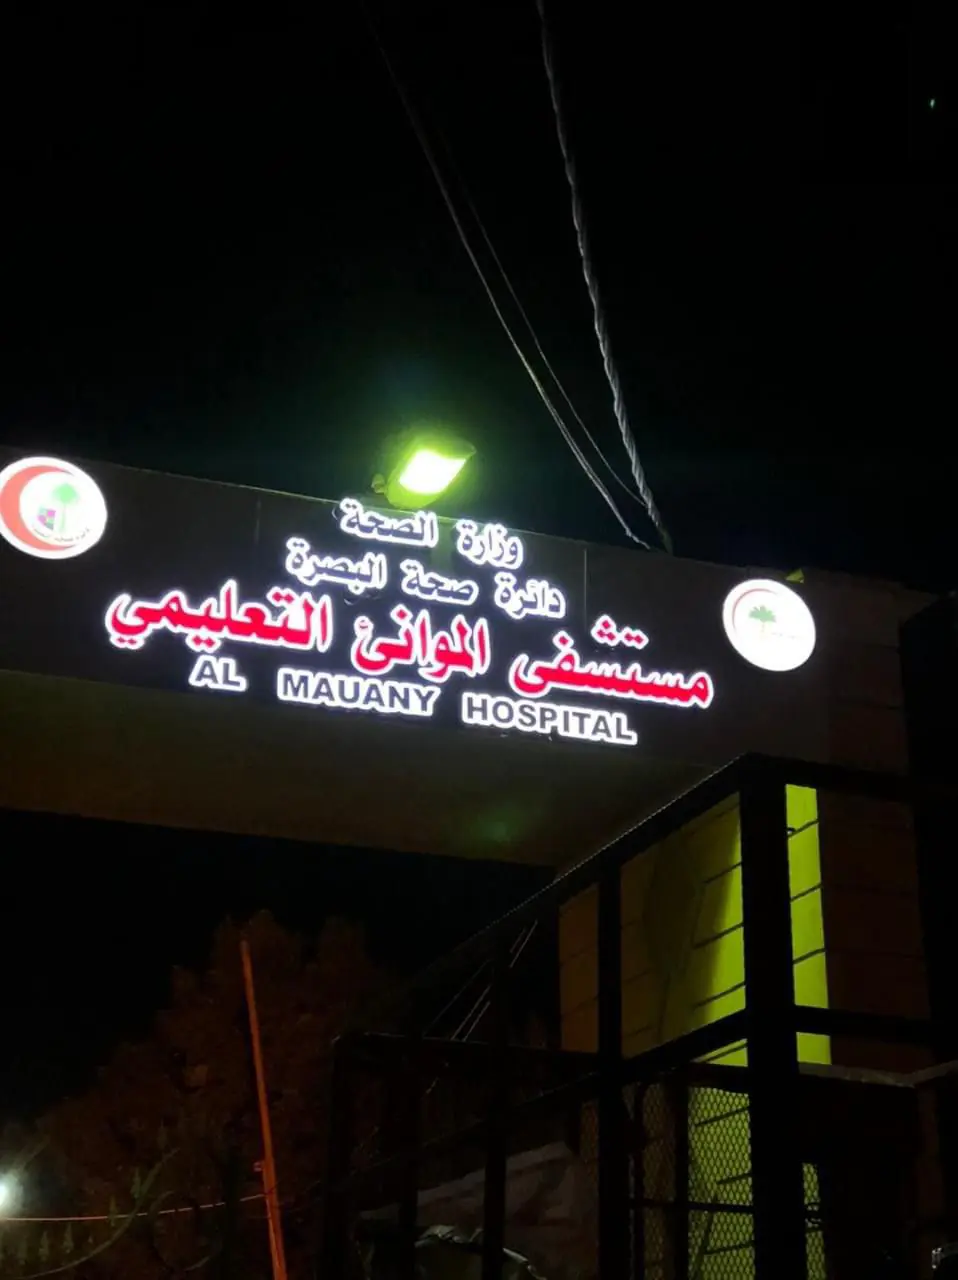 وزارة الصحة
دائرة صحة البصرة
مستشفى الموانئ التعليمي
AL MAUANY HOSPITAL